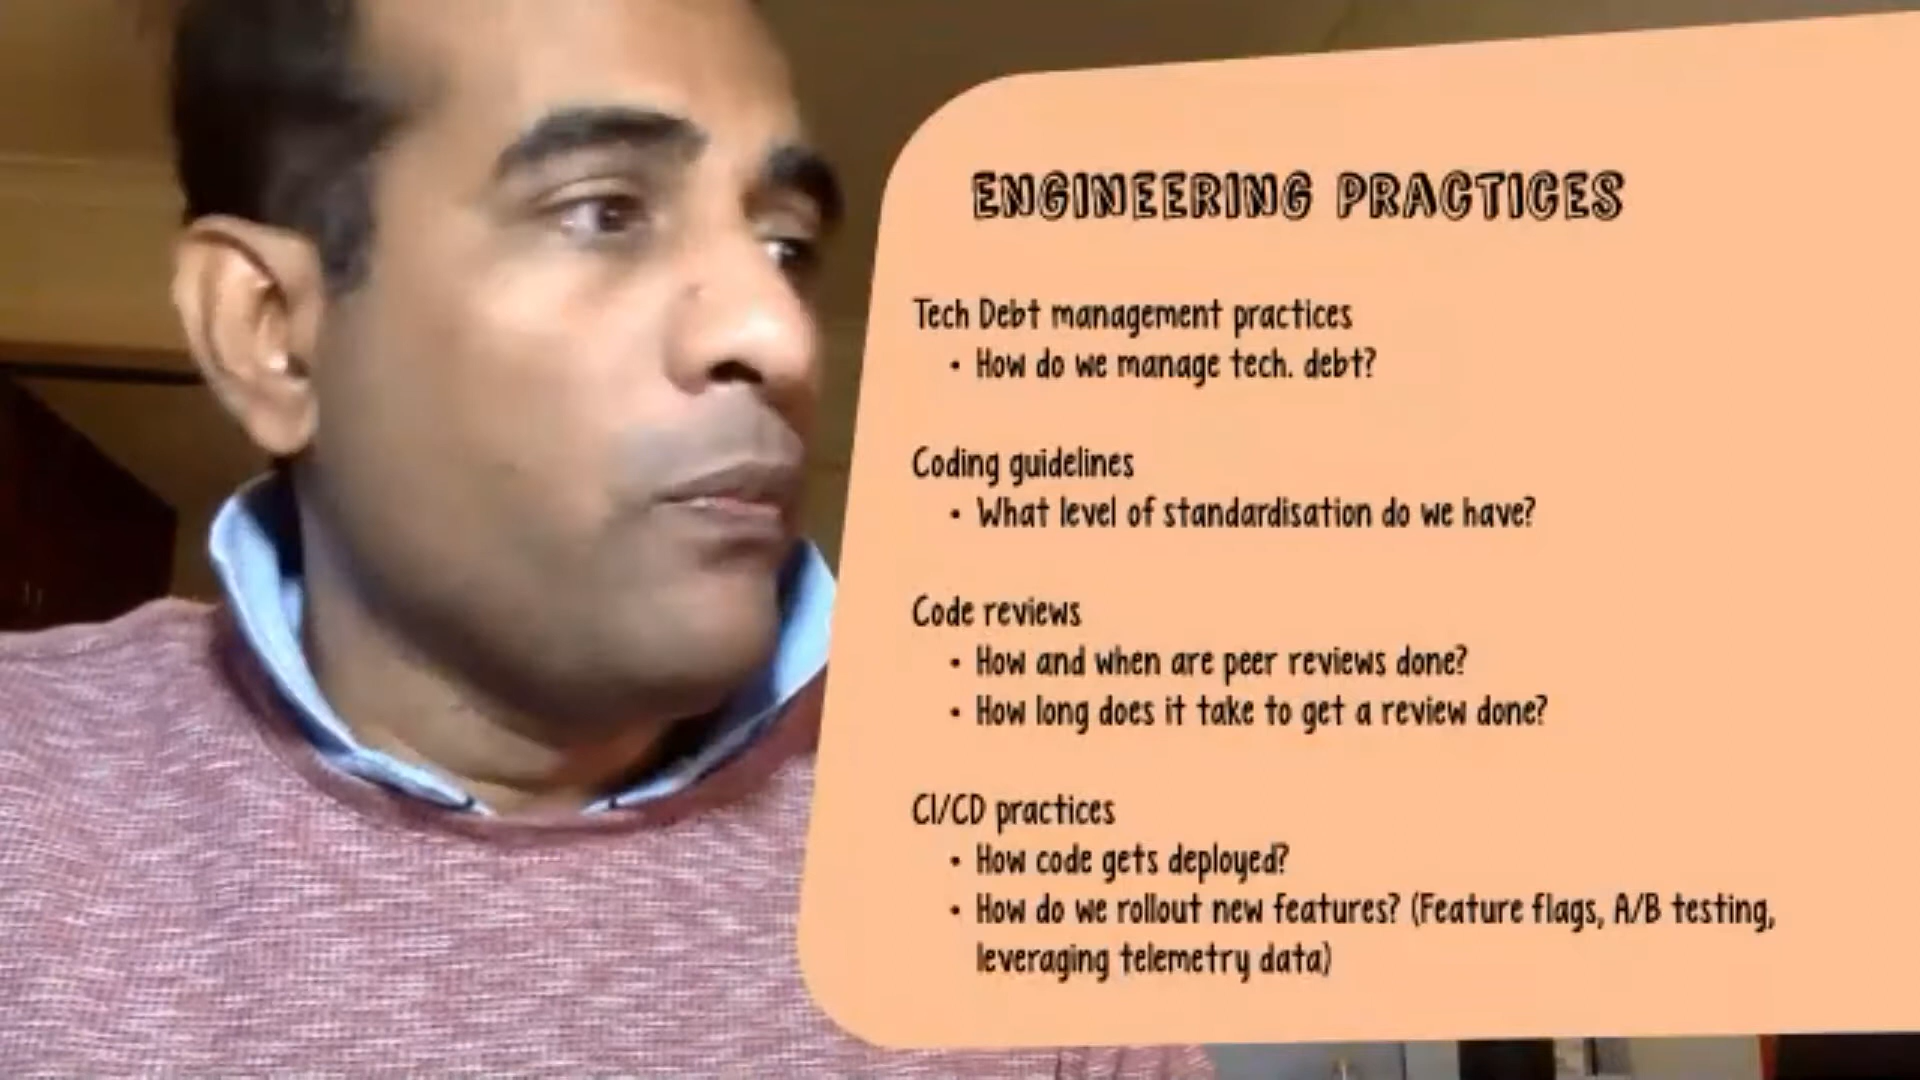 ENGINEERING PRACTICES
Tech Debt management practices
• How do we manage tech. debt?
Coding guidelines
• What level of standardisation do we have?
Code reviews
• How and when are peer reviews done?
• How long does it take to get a review done?
CI/CD practices
• How code gets deployed?
• How do we rollout new features? (Feature flags, A/B testing,
leveraging telemetry data)